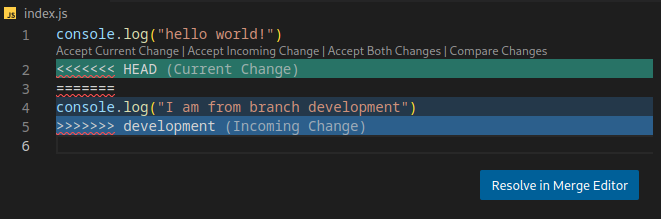 JS index.js
1 console.log("hello world!")
Accept Current Change | Accept Incoming Change | Accept Both Changes | Compare Changes
2 <<<<<<< HEAD (Current Change)
3 =======
4 console.log("I am from branch development")
5 >>>>>>> development (Incoming Change)
6
Resolve in Merge Editor